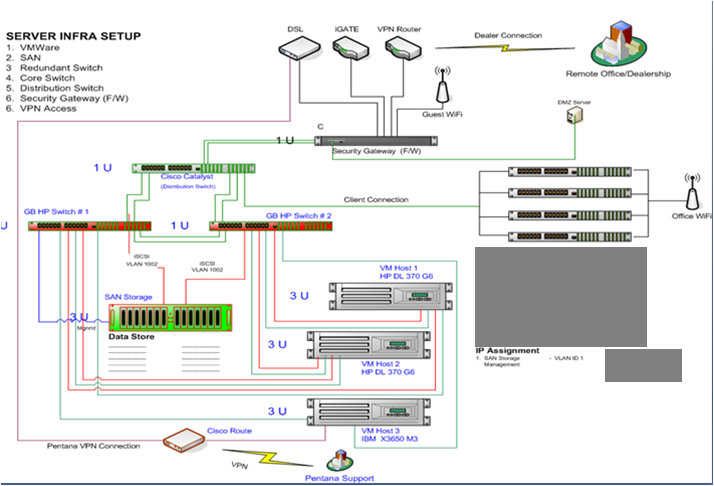 SERVER INFRA SETUP
1. VMWare
2. SAN
3 Redundant Switch
4. Core Switch
5. Distribution Switch
6. Security Gateway (F/W)
6. VPN Access
DSL
iGATE
VPN Router
Dealer Connection
Remote Office/Dealership
Guest WiFi
DMZ Server
C
1 U
Security Gateway (F/W)
1 U
Cisco Catalyst
(Distribution Switch)
Client Connection
Office WiFi
GB HP Switch # 1
GB HP Switch # 2
U
1 U
iSCSI
VLAN 1002
iSCSI
VLAN 1002
VM Host 1
HP DL 370 G6
SAN Storage
3 U
3 U
Mgnmt
Data Store
3 U
VM Host 2
HP DL 370 G6
IP Assignment
1. SAN Storage - VLAN ID 1
Management
3 U
VM Host 3
IBM X3650 M3
Cisco Route
Pentana VPN Connection
VPN
Pentana Support